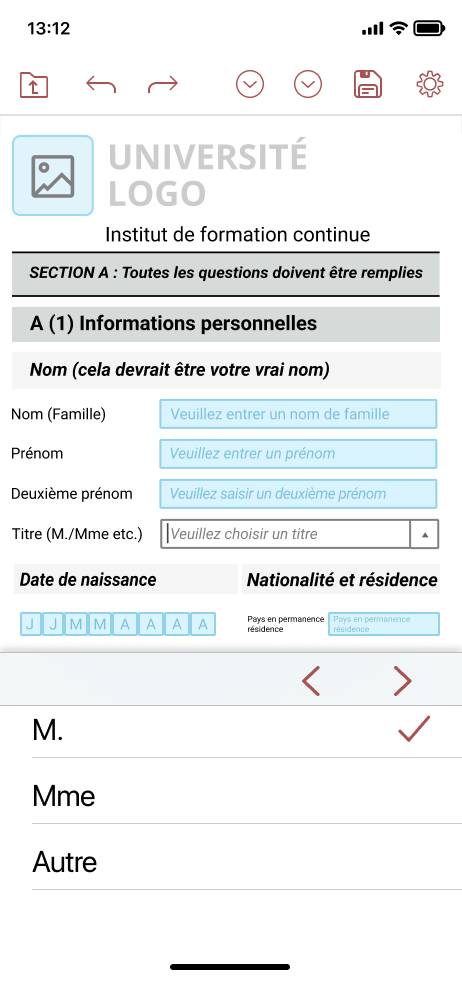 13:12
UNIVERSITÉ
LOGO
Institut de formation continue
SECTION A : Toutes les questions doivent être remplies
A (1) Informations personnelles
Nom (cela devrait être votre vrai nom)
Nom (Famille)
Veuillez entrer un nom de famille
Prénom
Veuillez entrer un prénom
Deuxième prénom
Veuillez saisir un deuxième prénom
Titre (M./Mme etc.)
Veuillez choisir un titre
Date de naissance
Nationalité et résidence
J J M M A A A A
Pays en permanence
résidence
Pays en permanence
résidence
M.
Mme
Autre